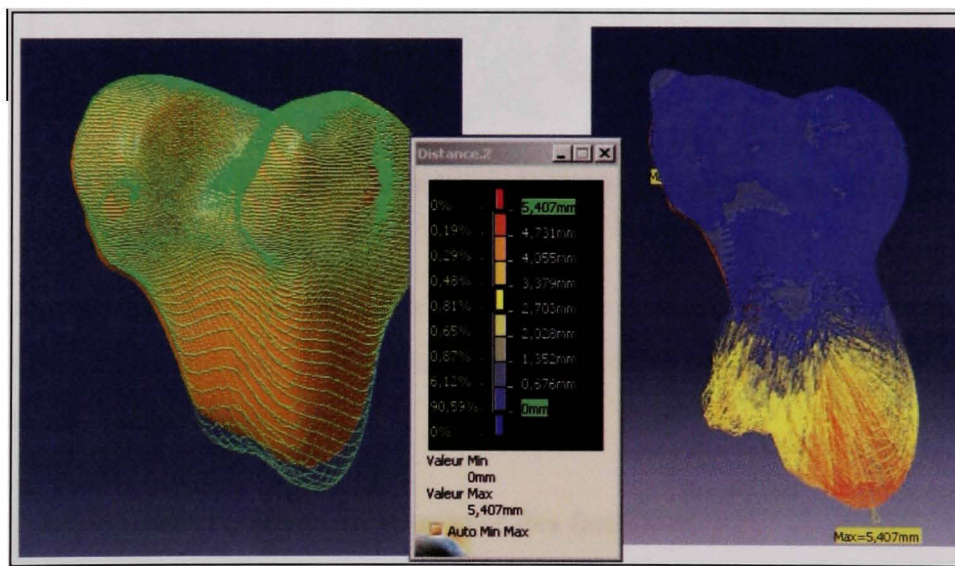 Distance.2
0%
5,407mm
0,19%
4,731mm
0,29%
4,055mm
0,48%
3,379mm
0,81%
2,703mm
0,65%
2,028mm
0,87%
1,352mm
6,12%
0,676mm
90,59%
0mm
0%
Valeur Min
0mm
Valeur Max
5,407mm
Auto Min Max
Max=5,407mm